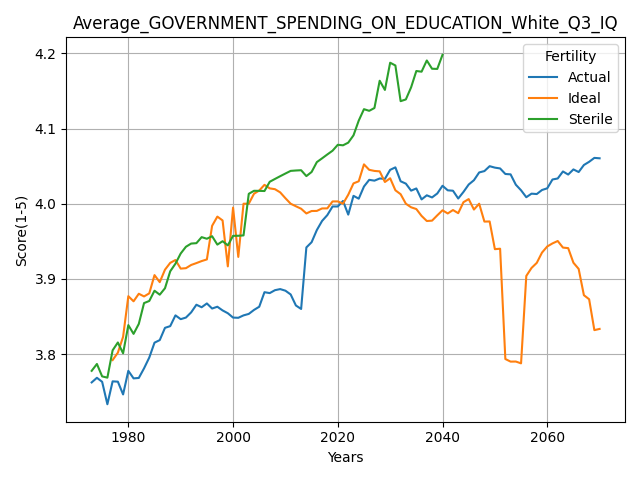 Average_GOVERNMENT_SPENDING_ON_EDUCATION_White_Q3_IQ
Fertility
Actual
Ideal
Sterile
Score(1-5)
4.2
4.1
4.0
3.9
3.8
1980 2000 2020 2040 2060
Years